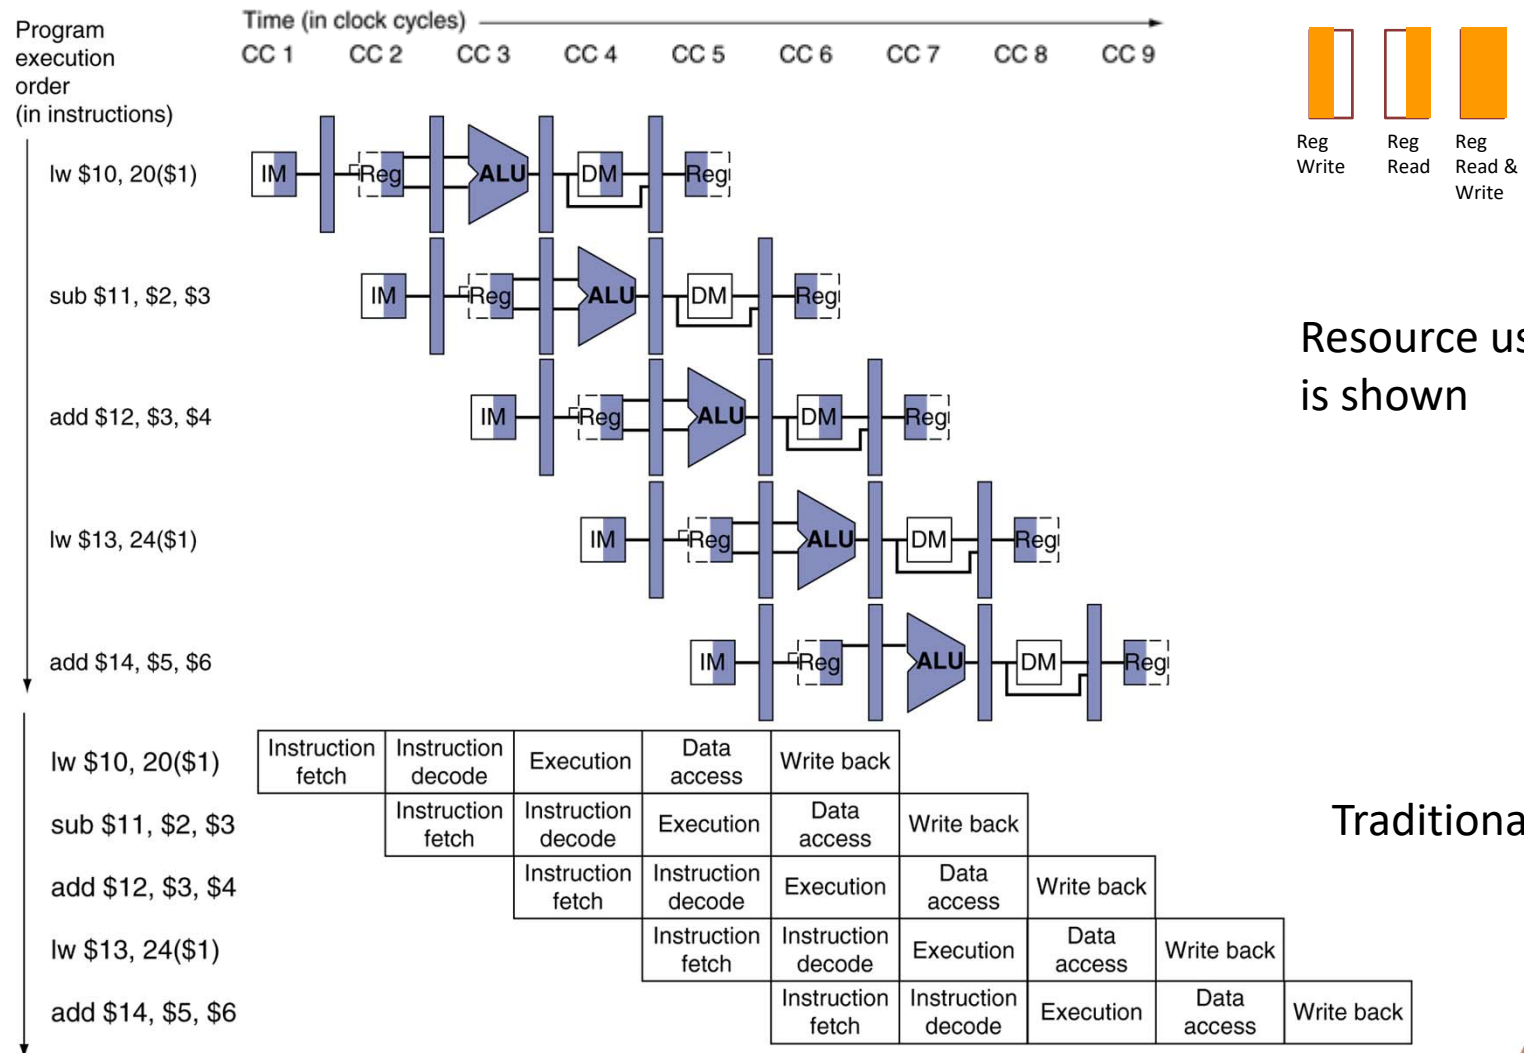 Program
execution
order
(in instructions)
Time (in clock cycles)
CC 1 CC 2 CC 3 CC 4 CC 5 CC 6 CC 7 CC 8 CC 9
Reg
Write
Reg
Read
Reg
Read &
Write
lw $10, 20($1)
IM Reg ALU DM Reg
sub $11, $2, $3
IM Reg ALU DM Reg
Resource us
is shown
add $12, $3, $4
IM Reg ALU DM Reg
lw $13, 24($1)
IM Reg ALU DM Reg
add $14, $5, $6
IM Reg ALU DM Reg
lw $10, 20($1)
Instruction
fetch
Instruction
decode
Execution
Data
access
Write back
sub $11, $2, $3
Instruction
fetch
Instruction
decode
Execution
Data
access
Write back
Traditiona
add $12, $3, $4
Instruction
fetch
Instruction
decode
Execution
Data
access
Write back
lw $13, 24($1)
Instruction
fetch
Instruction
decode
Execution
Data
access
Write back
add $14, $5, $6
Instruction
fetch
Instruction
decode
Execution
Data
access
Write back